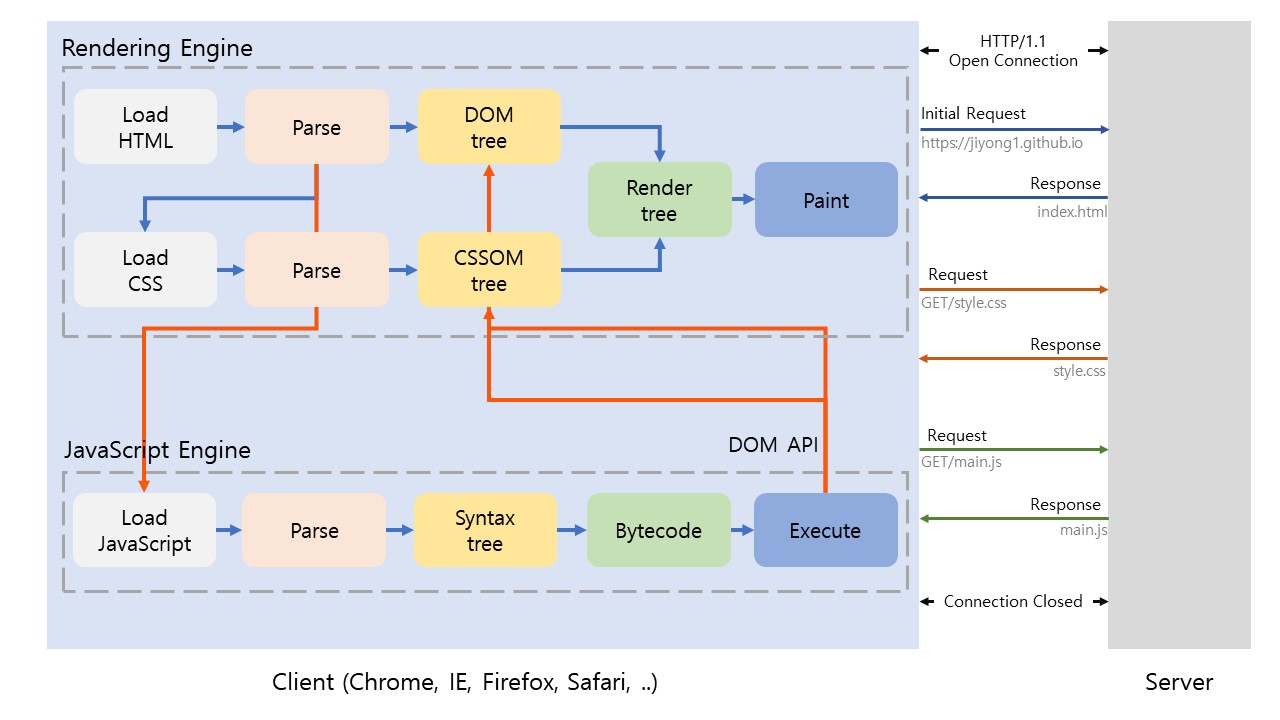 Rendering Engine
Load
HTML
Parse
DOM
tree
Render
tree
Paint
Load
CSS
Parse
CSSOM
tree
JavaScript Engine
DOM API
Load
JavaScript
Parse
Syntax
tree
Bytecode
Execute
HTTP/1.1
Open Connection
Initial Request
https://jiyong1.github.io
Response
index.html
Request
GET/style.css
Response
style.css
Request
GET/main.js
Response
main.js
Connection Closed
Client (Chrome, IE, Firefox, Safari, ..)
Server